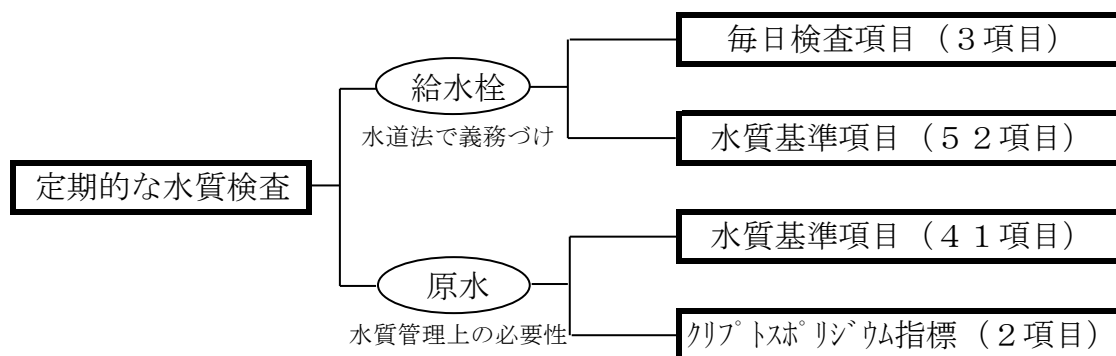 毎日検査項目（３項目）
給水栓
水道法で義務づけ
水質基準項目（５２項目）
定期的な水質検査
水質基準項目（４１項目）
原水
水質管理上の必要性
ｸﾘﾌﾟﾄｽﾎﾟﾘｼﾞｳﾑ指標（２項目）